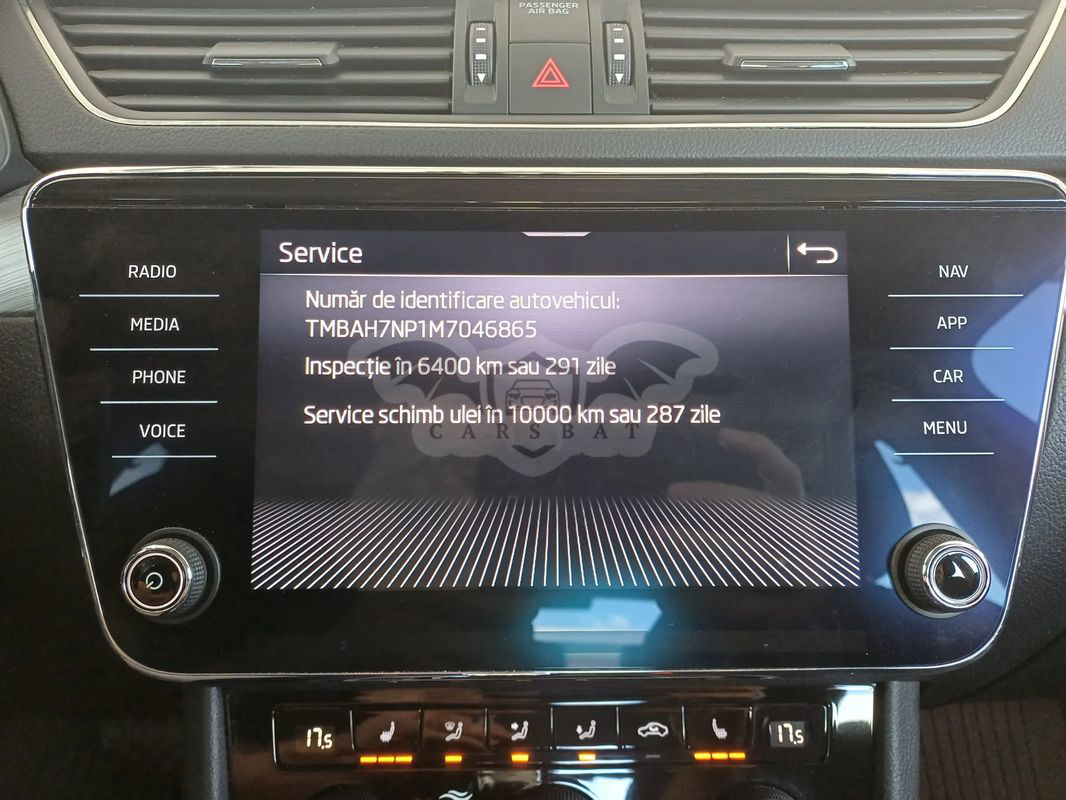 PASSENGER
AIR BAG
Service
RADIO
MEDIA
PHONE
VOICE
Număr de identificare autovehicul:
TMBAH7NP1M7046865
Inspecție în 6400 km sau 291 zile
Service schimb ulei în 10000 km sau 287 zile
CARSBAT
NAV
APP
CAR
MENU
17.5
17.5